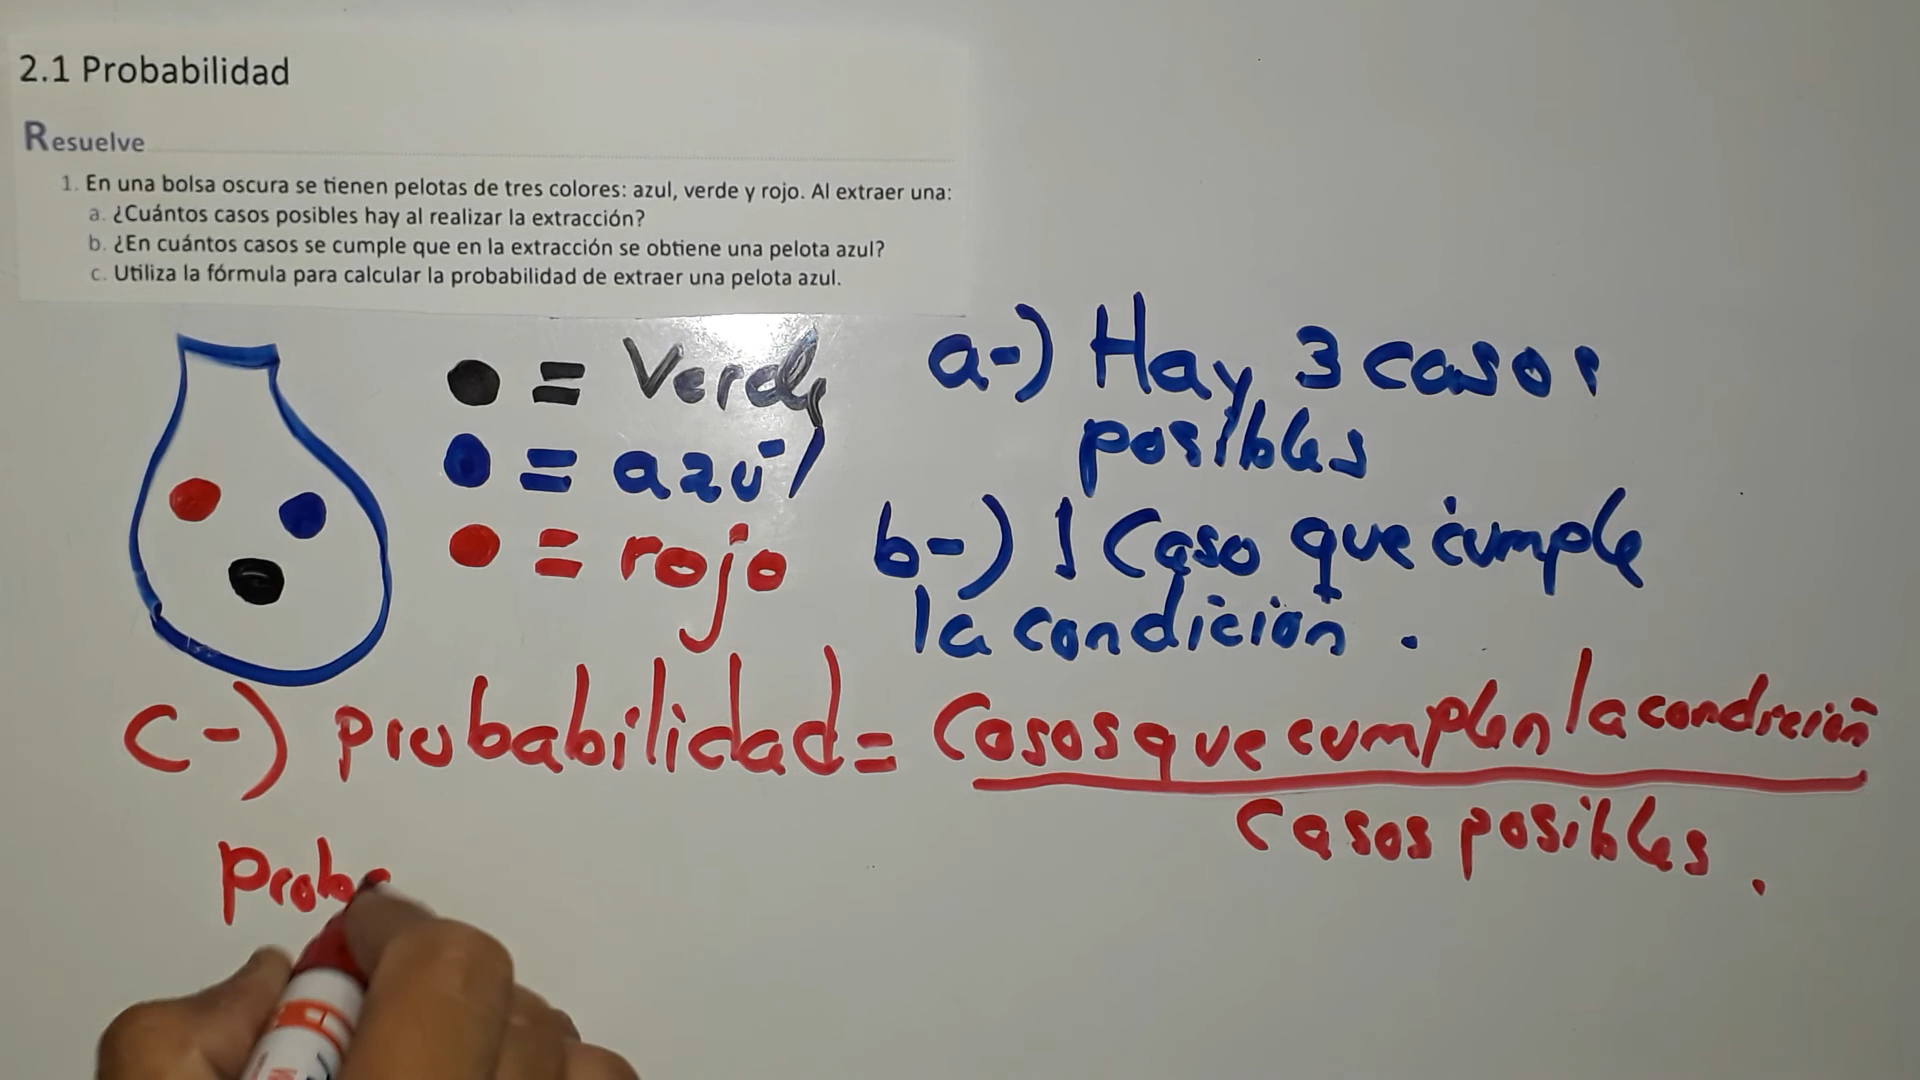 2.1 Probabilidad
Resuelve
1. En una bolsa oscura se tienen pelotas de tres colores: azul, verde y rojo. Al extraer una:
a. ¿Cuántos casos posibles hay al realizar la extracción?
b. ¿En cuántos casos se cumple que en la extracción se obtiene una pelota azul?
c. Utiliza la fórmula para calcular la probabilidad de extraer una pelota azul.
= Verde
= azul
= rojo
a-) Hay 3 casos
posibles
b-) 1 Caso que cumple
la condición.
c-) probabilidad = Casos que cumplen la condición
casos posibles.
Proba